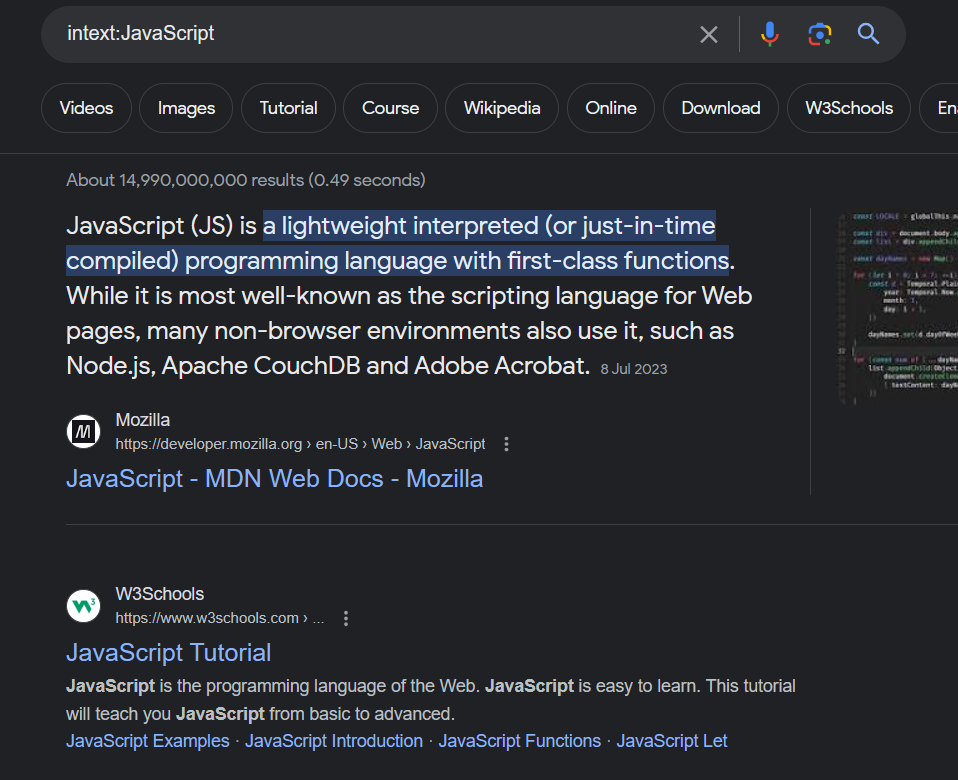 intext:JavaScript
Videos Images Tutorial Course Wikipedia Online Download W3Schools
About 14,990,000,000 results (0.49 seconds)
JavaScript (JS) is a lightweight interpreted (or just-in-time
compiled) programming language with first-class functions.
While it is most well-known as the scripting language for Web
pages, many non-browser environments also use it, such as
Node.js, Apache CouchDB and Adobe Acrobat. 8 Jul 2023
Mozilla
https://developer.mozilla.org › en-US › Web › JavaScript
JavaScript - MDN Web Docs - Mozilla
W3Schools
https://www.w3schools.com › ...
JavaScript Tutorial
JavaScript is the programming language of the Web. JavaScript is easy to learn. This tutorial
will teach you JavaScript from basic to advanced.
JavaScript Examples · JavaScript Introduction · JavaScript Functions · JavaScript Let